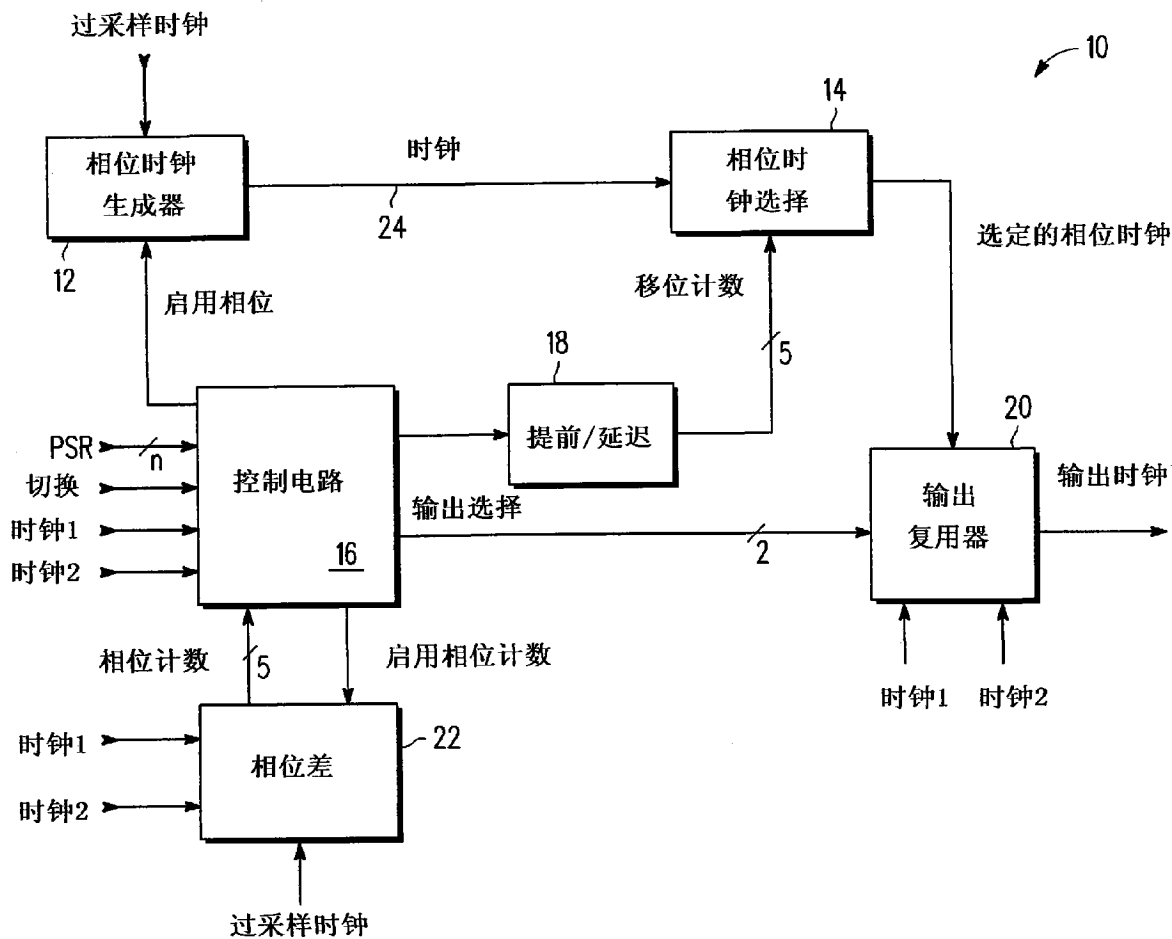 过采样时钟
10
14
相位时钟
生成器
时钟
相位时
钟选择
24
12
选定的相位时钟
启用相位
移位计数
18
5
20
PSR
n
提前/延迟
切换
控制电路
输出选择
输出
复用器
输出时钟
时钟1
16
2
时钟2
相位计数
5
启用相位计数
时钟1
时钟2
时钟1
22
相位差
时钟2
过采样时钟